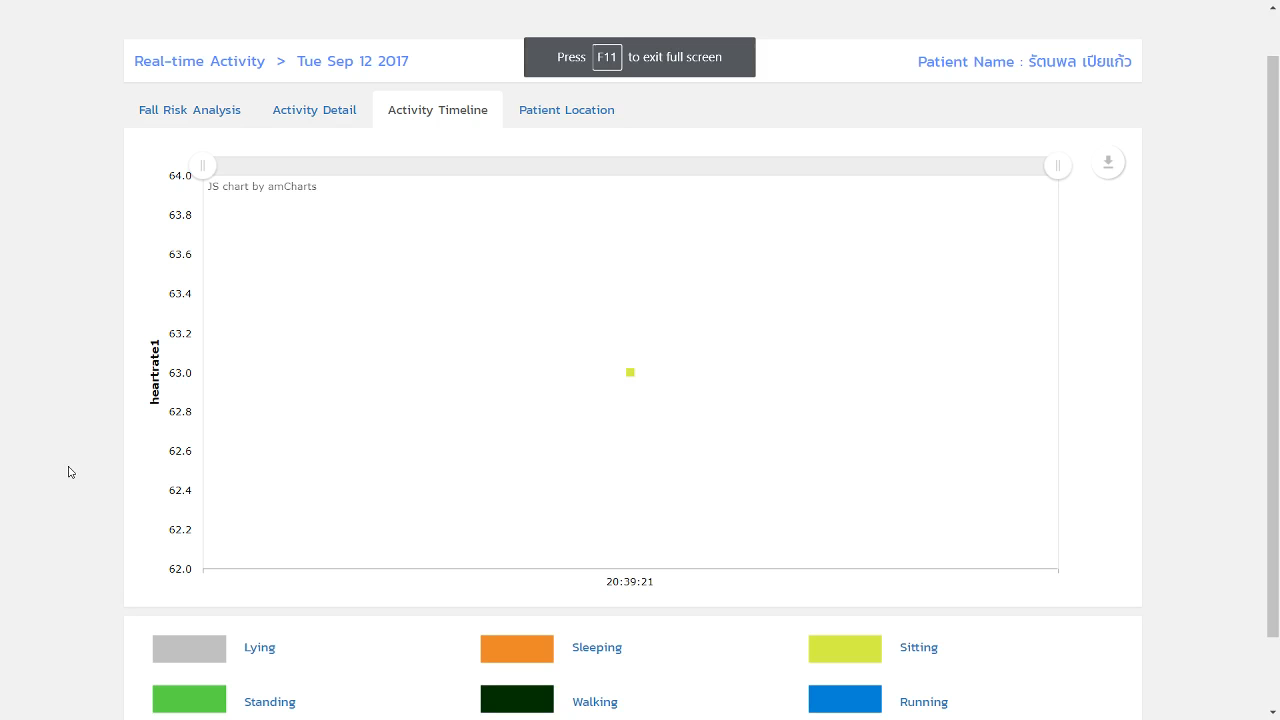 Real-time Activity > Tue Sep 12 2017
Press F11 to exit full screen
Patient Name : รัตนพล เปียแก้ว
Fall Risk Analysis
Activity Detail
Activity Timeline
Patient Location
JS chart by amCharts
64.0
63.8
63.6
63.4
63.2
63.0
62.8
62.6
62.4
62.2
62.0
heartrate1
20:39:21
Lying
Sleeping
Sitting
Standing
Walking
Running